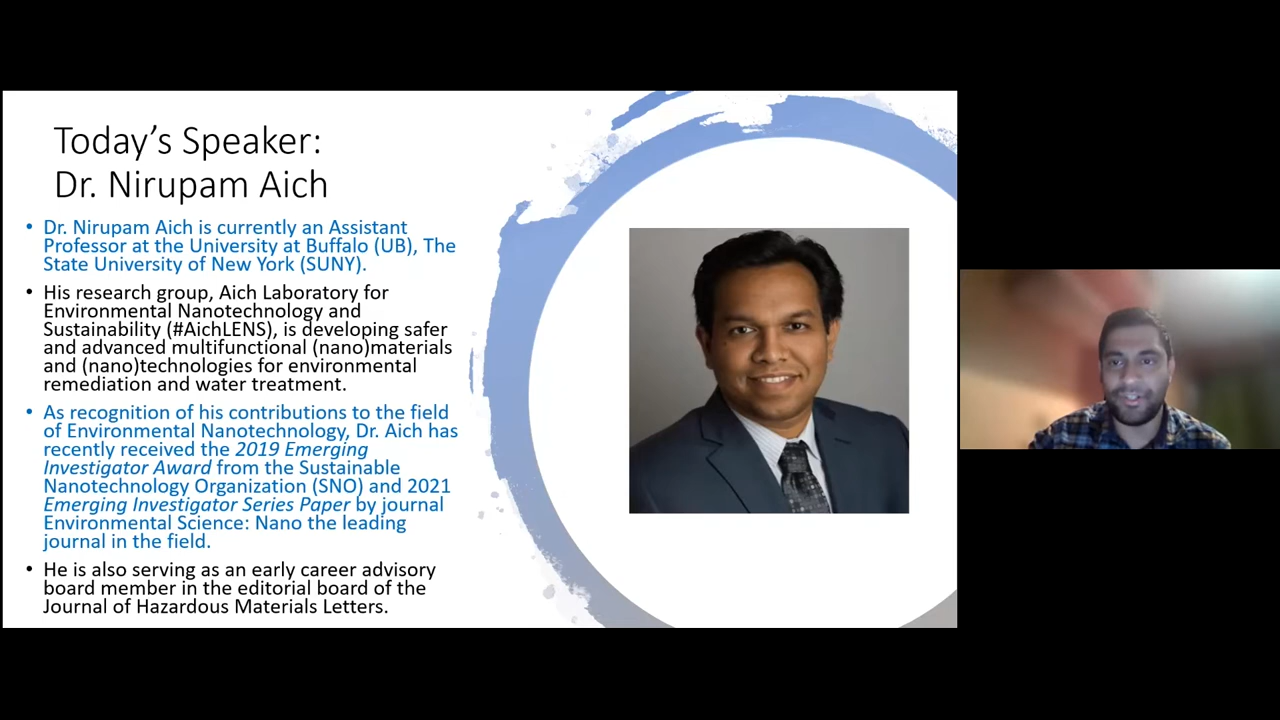 Today's Speaker:
Dr. Nirupam Aich
• Dr. Nirupam Aich is currently an Assistant
Professor at the University at Buffalo (UB), The
State University of New York (SUNY).
• His research group, Aich Laboratory for
Environmental Nanotechnology and
Sustainability (#AichLENS), is developing safer
and advanced multifunctional (nano)materials
and (nano)technologies for environmental
remediation and water treatment.
• As recognition of his contributions to the field
of Environmental Nanotechnology, Dr. Aich has
recently received the 2019 Emerging
Investigator Award from the Sustainable
Nanotechnology Organization (SNO) and 2021
Emerging Investigator Series Paper by journal
Environmental Science: Nano the leading
journal in the field.
• He is also serving as an early career advisory
board member in the editorial board of the
Journal of Hazardous Materials Letters.